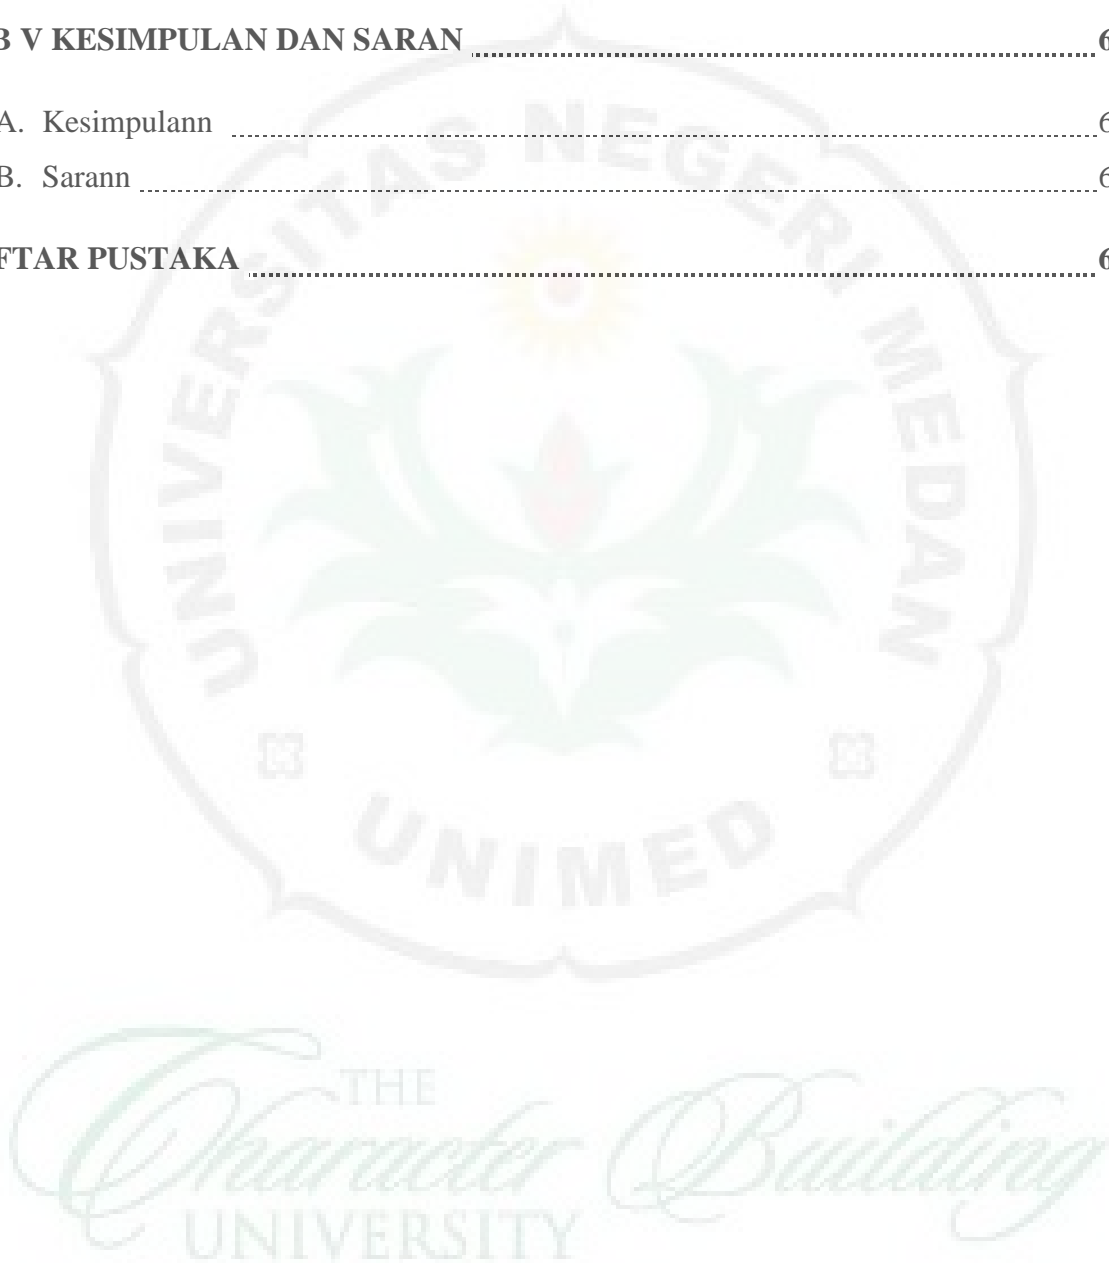 B V KESIMPULAN DAN SARAN ........ 6
A. Kesimpulann ........ 6
B. Sarann ........ 6
FTAR PUSTAKA ........ 6
UNIVERSITAS NEGERI MEDAN
UNIMED
THE
Character Building
UNIVERSITY